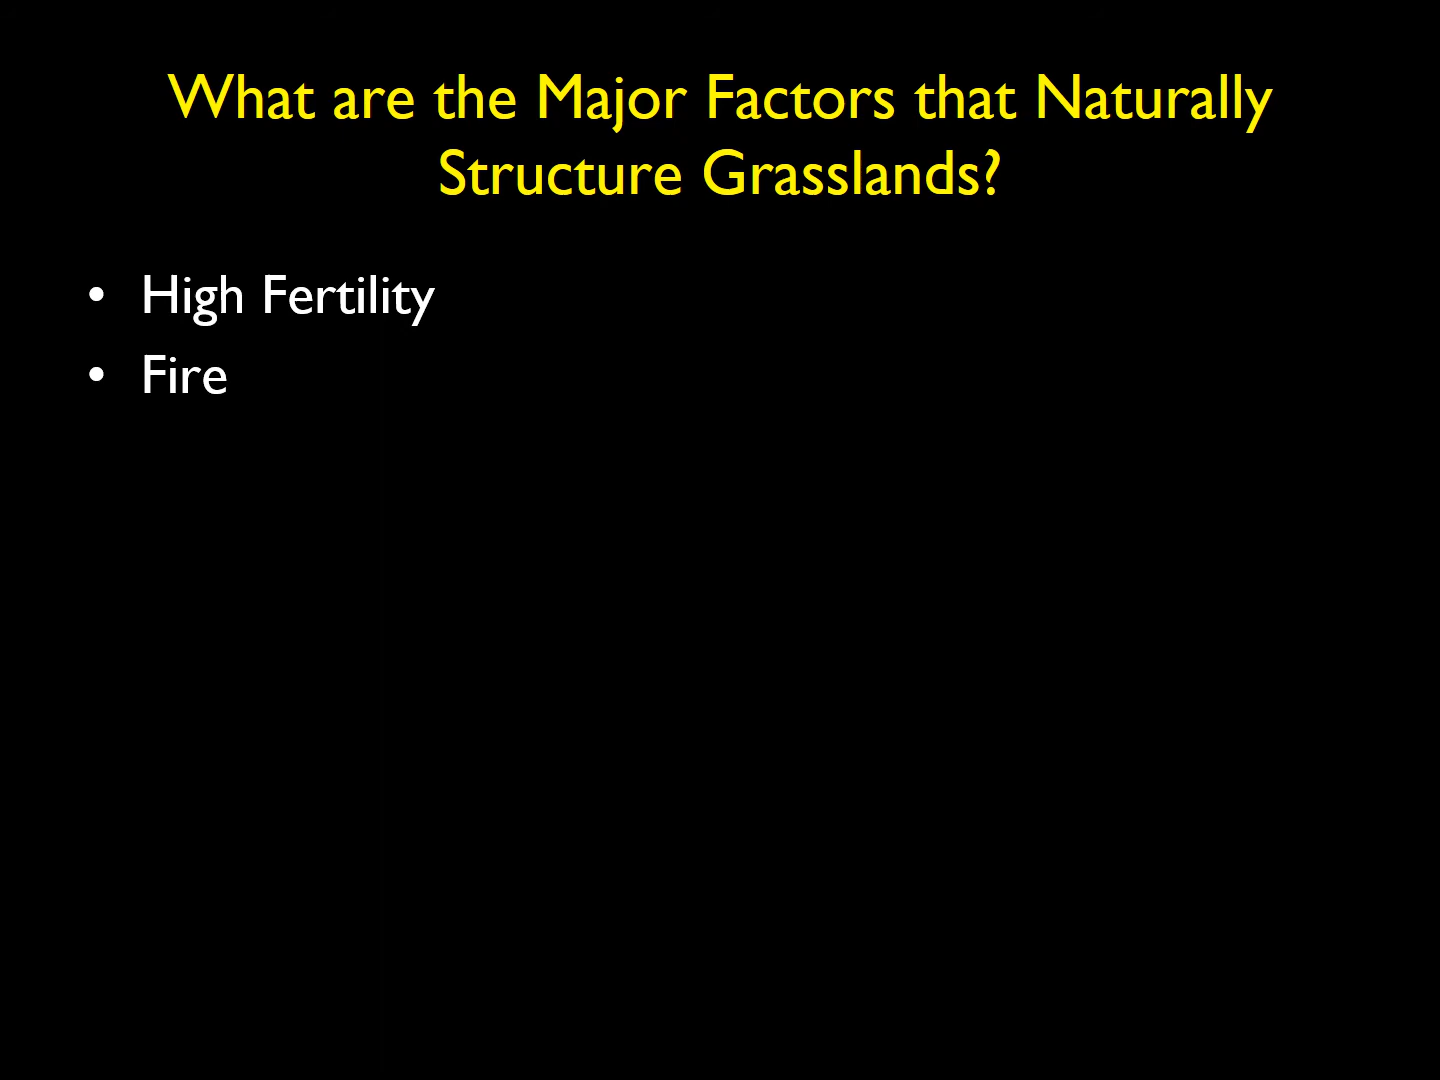 What are the Major Factors that Naturally
Structure Grasslands?
• High Fertility
• Fire